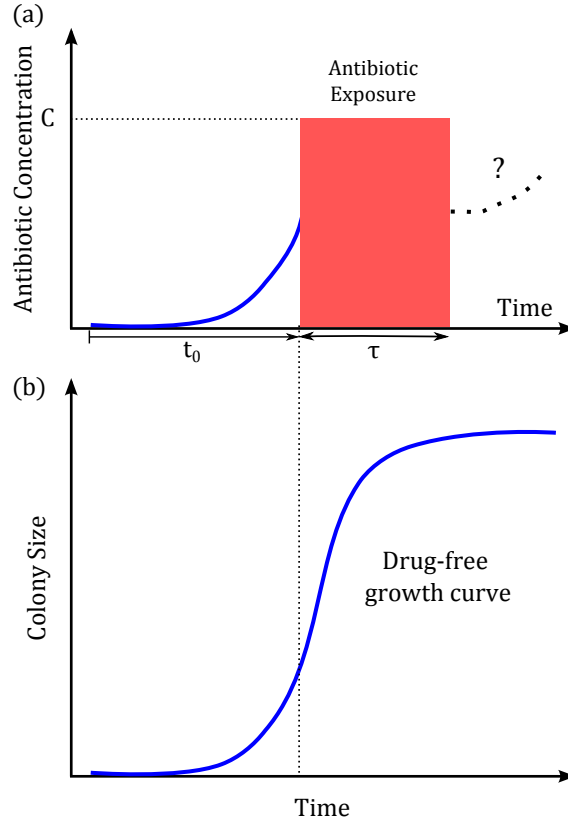 (a)
Antibiotic Concentration
C
Antibiotic
Exposure
?
Time
t₀
τ
(b)
Colony Size
Drug-free
growth curve
Time